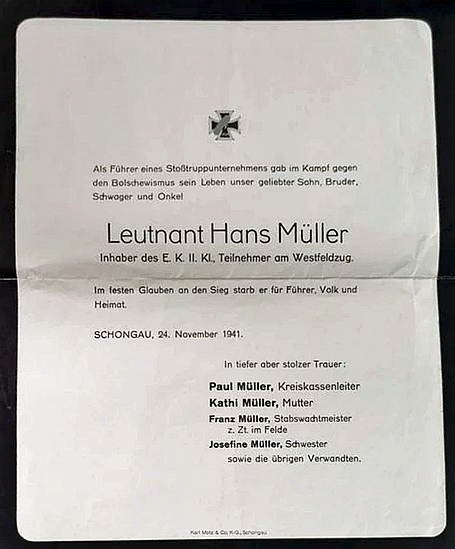 Als Führer eines Stoßtruppunternehmens gab im Kampf gegen
den Bolschewismus sein Leben unser geliebter Sohn, Bruder,
Schwager und Onkel
Leutnant Hans Müller
Inhaber des E. K. II. Kl., Teilnehmer am Westfeldzug.
Im festen Glauben an den Sieg starb er für Führer, Volk und
Heimat.
SCHONGAU, 24. November 1941.
In tiefer aber stolzer Trauer:
Paul Müller, Kreiskassenleiter
Kathi Müller, Mutter
Franz Müller, Stabswachtmeister
z. Zt. im Felde
Josefine Müller, Schwester
sowie die übrigen Verwandten.
Karl Motz & Co, K.-G., Schongau